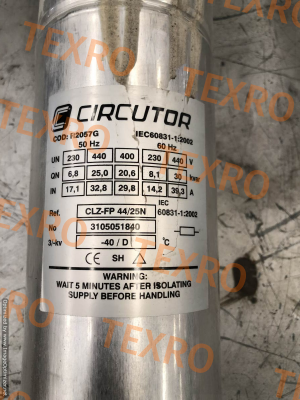 CIRCUTOR
COD: R2057G IEC60831-1:2002
50 Hz 60 Hz
UN 230 440 400 230 440 V
QN 6,8 25,0 20,6 8,1 30 kvar
IN 17,1 32,8 29,8 14,2 39,3 A
Ref. CLZ-FP 44/25N IEC 60831-1:2002
No 3105051840
3/-kv -40 / D °C
CE SH
WARNING:
WAIT 5 MINUTES AFTER ISOLATING
SUPPLY BEFORE HANDLING
TEXRO
TEXRO
TEXRO
TEXRO
TEXRO
TEXRO